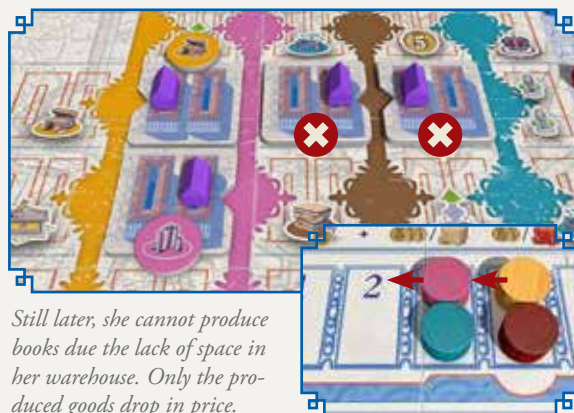 5
2
Still later, she cannot produce
books due the lack of space in
her warehouse. Only the pro-
duced goods drop in price.